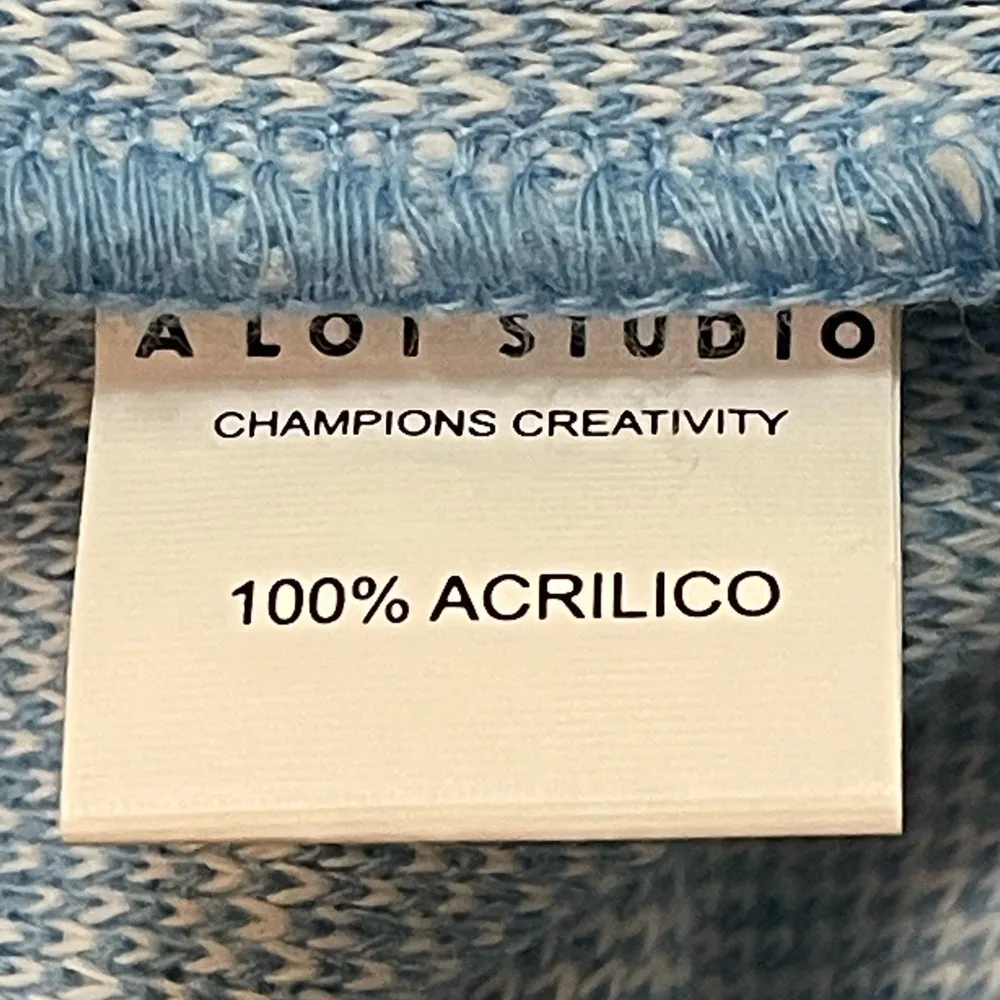 A LOT STUDIO
CHAMPIONS CREATIVITY
100% ACRILICO